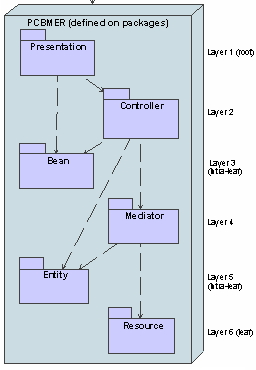 PCBMER (defined on packages)
Presentation
Layer 1 (root)
Controller
Layer 2
Bean
Layer 3
(intra-leaf)
Mediator
Layer 4
Entity
Layer 5
(intra-leaf)
Resource
Layer 6 (leaf)